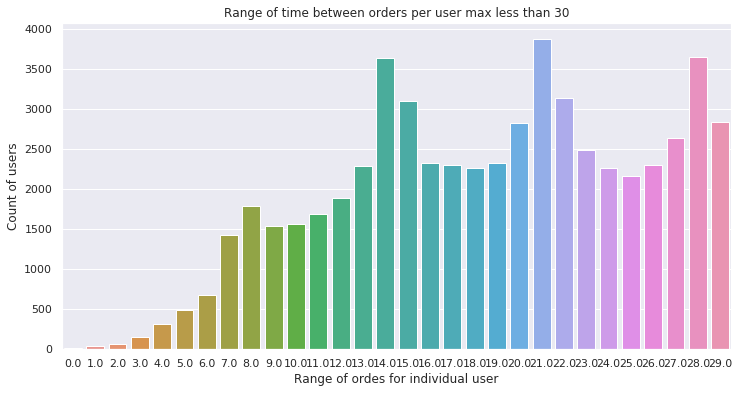 Range of time between orders per user max less than 30
4000
3500
3000
2500
2000
1500
1000
500
0
Count of users
0.0 1.0 2.0 3.0 4.0 5.0 6.0 7.0 8.0 9.0 10.0 11.0 12.0 13.0 14.0 15.0 16.0 17.0 18.0 19.0 20.0 21.0 22.0 23.0 24.0 25.0 26.0 27.0 28.0 29.0
Range of ordes for individual user